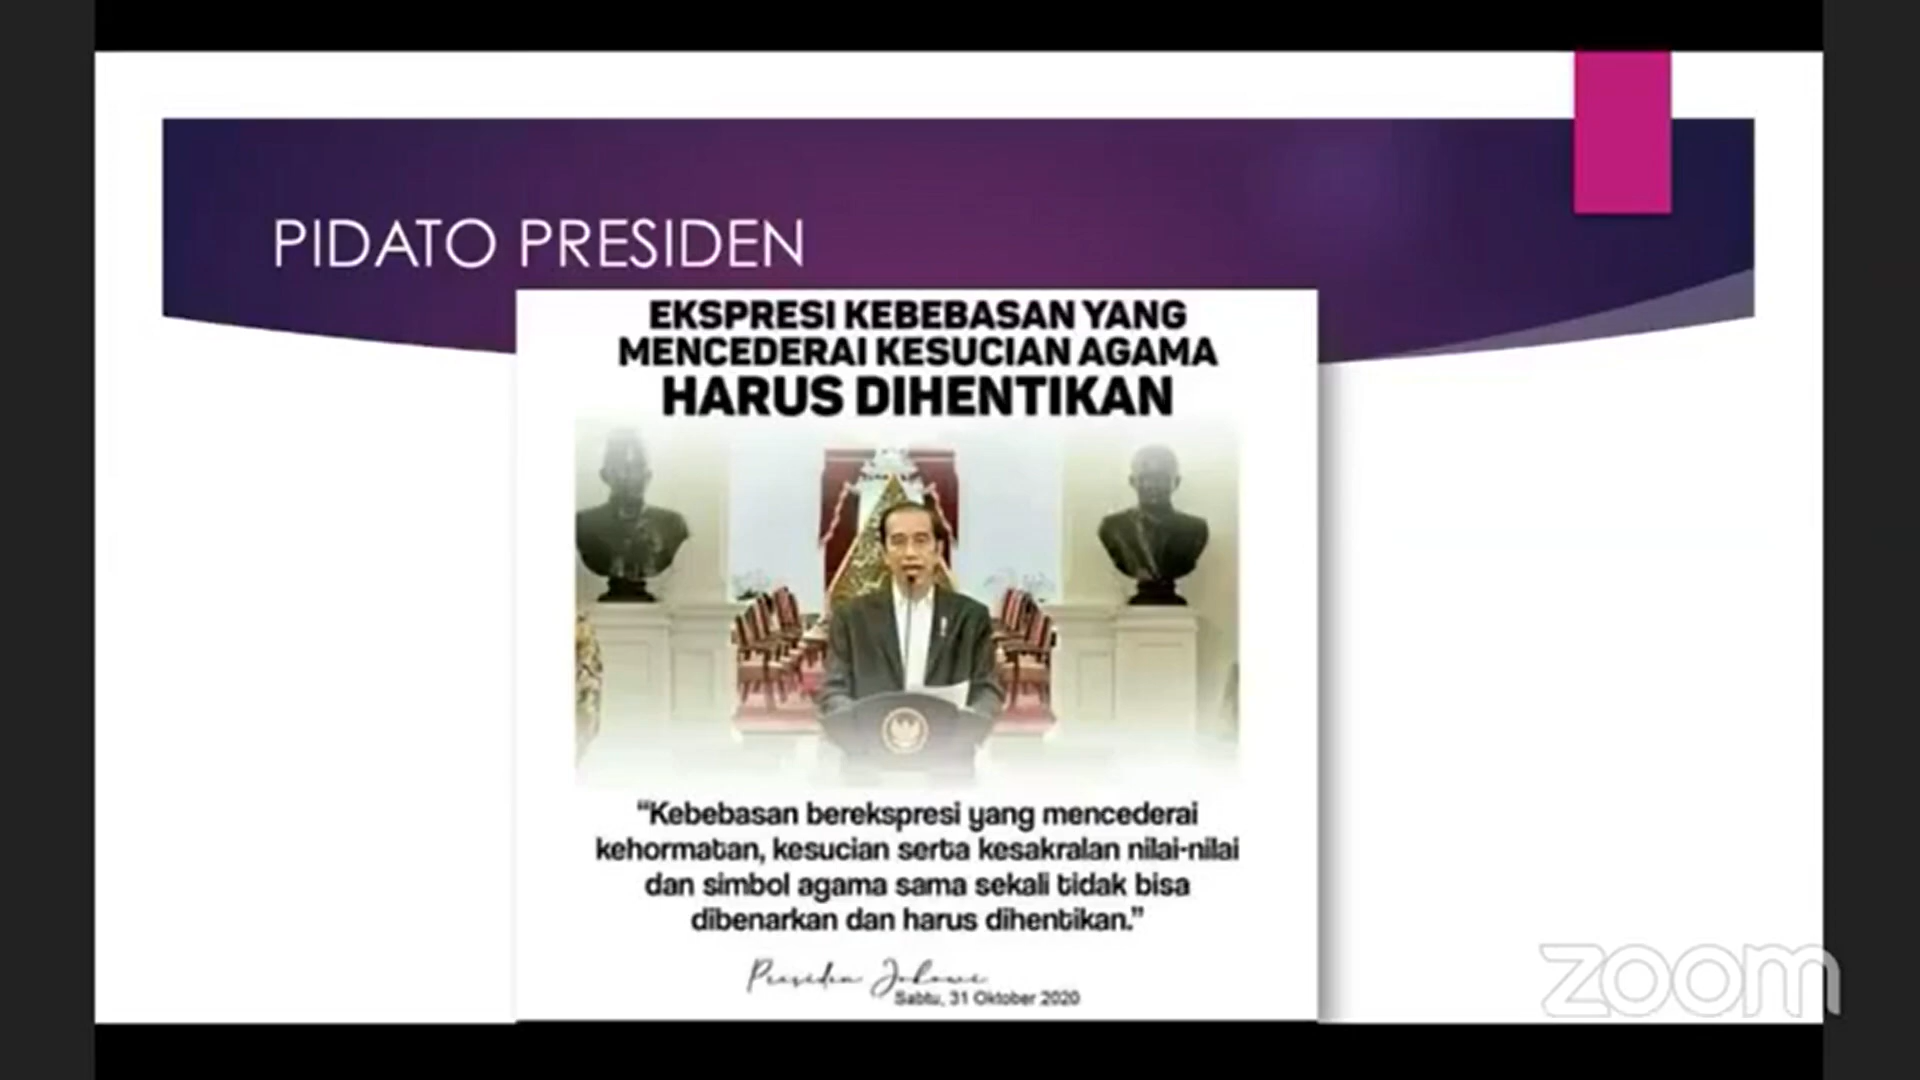 PIDATO PRESIDEN
EKSPRESI KEBEBASAN YANG
MENCEDERAI KESUCIAN AGAMA
HARUS DIHENTIKAN
“Kebebasan berekspresi yang mencederai
kehormatan, kesucian serta kesakralan nilai-nilai
dan simbol agama sama sekali tidak bisa
dibenarkan dan harus dihentikan.”
Presiden Jokowi
Sabtu, 31 Oktober 2020
zoom